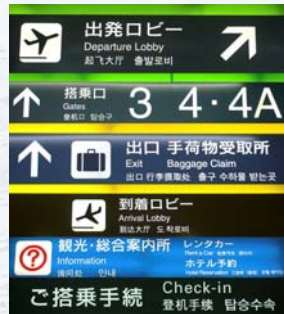 出発ロビー
Departure Lobby
起飞大厅 출발로비
搭乗口 3 4・4A
Gates
登机口 탑승구
出口 手荷物受取所
Exit Baggage Claim
出口 行李提取处 출구 수하물 받는곳
到着ロビー
Arrival Lobby
到达大厅 도착로비
観光・総合案内所 レンタカー
Information Rent a Car
询问处 안내 ホテル予約
Hotel Reservation
ご搭乗手続 Check-in
登机手续 탑승수속